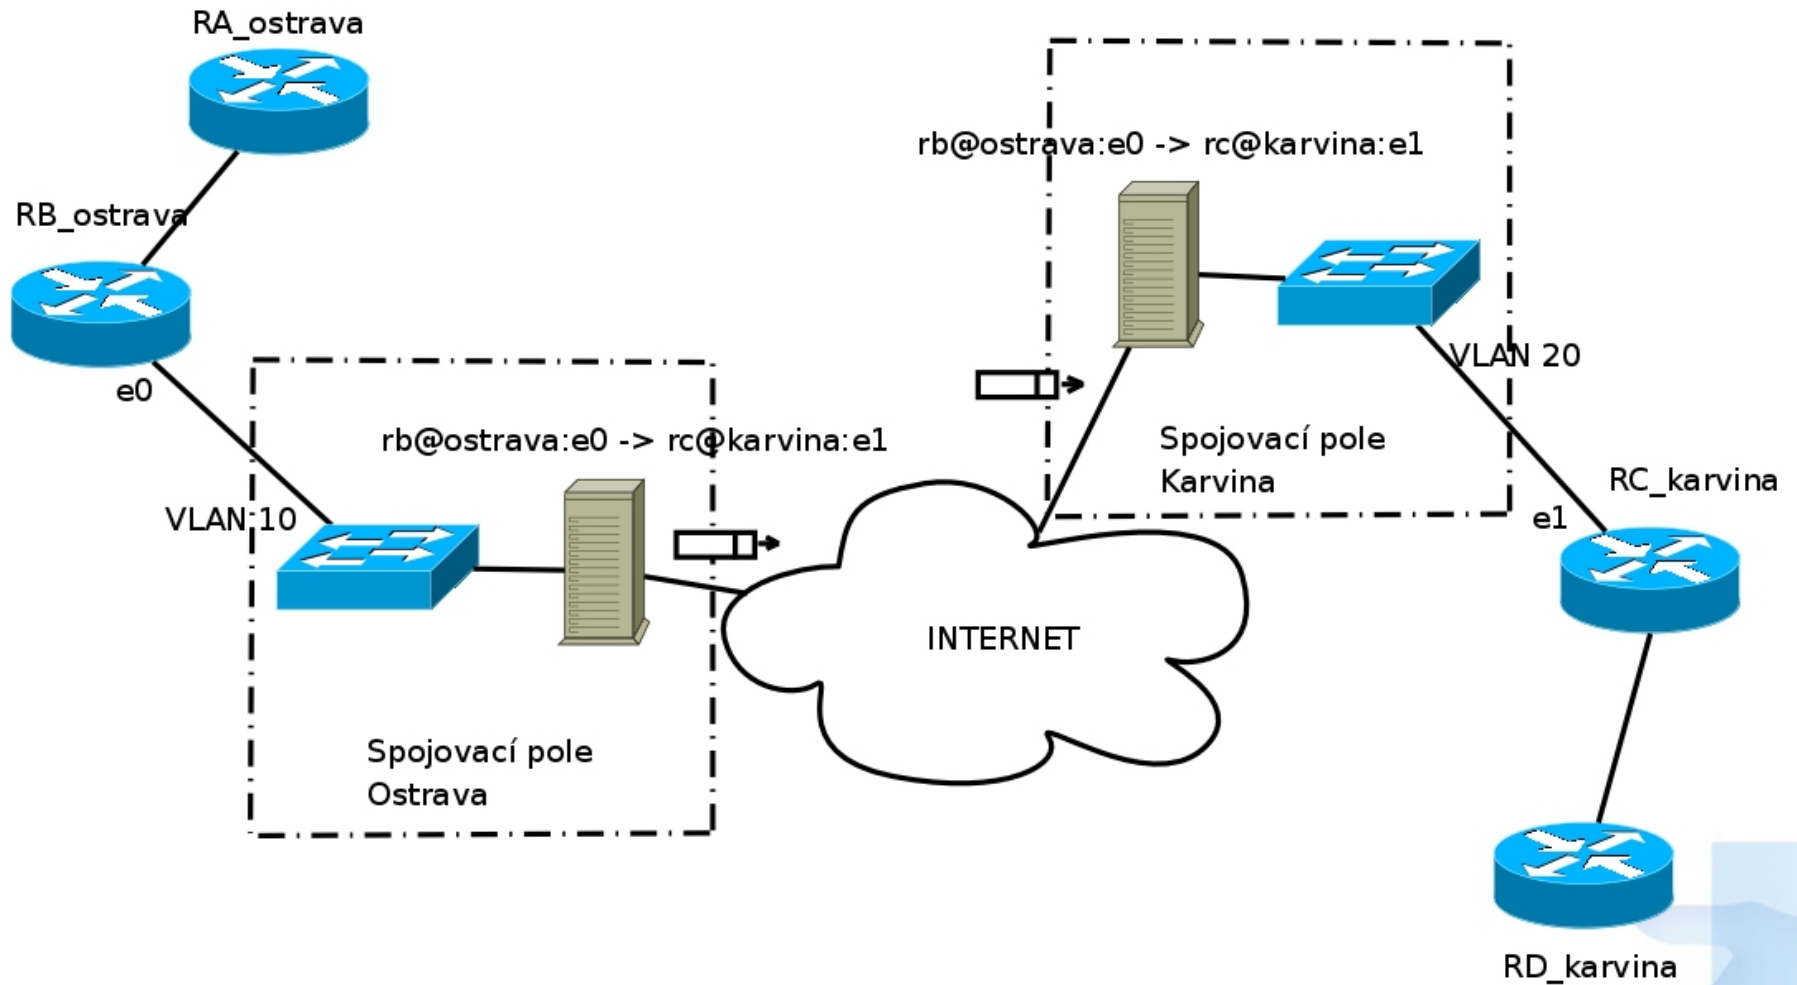 RA_ostrava
rb@ostrava:e0 -> rc@karvina:e1
RB_ostrava
VLAN 20
e0
rb@ostrava:e0 -> rc@karvina:e1
Spojovací pole
Karvina
RC_karvina
VLAN 10
e1
INTERNET
Spojovací pole
Ostrava
RD_karvina